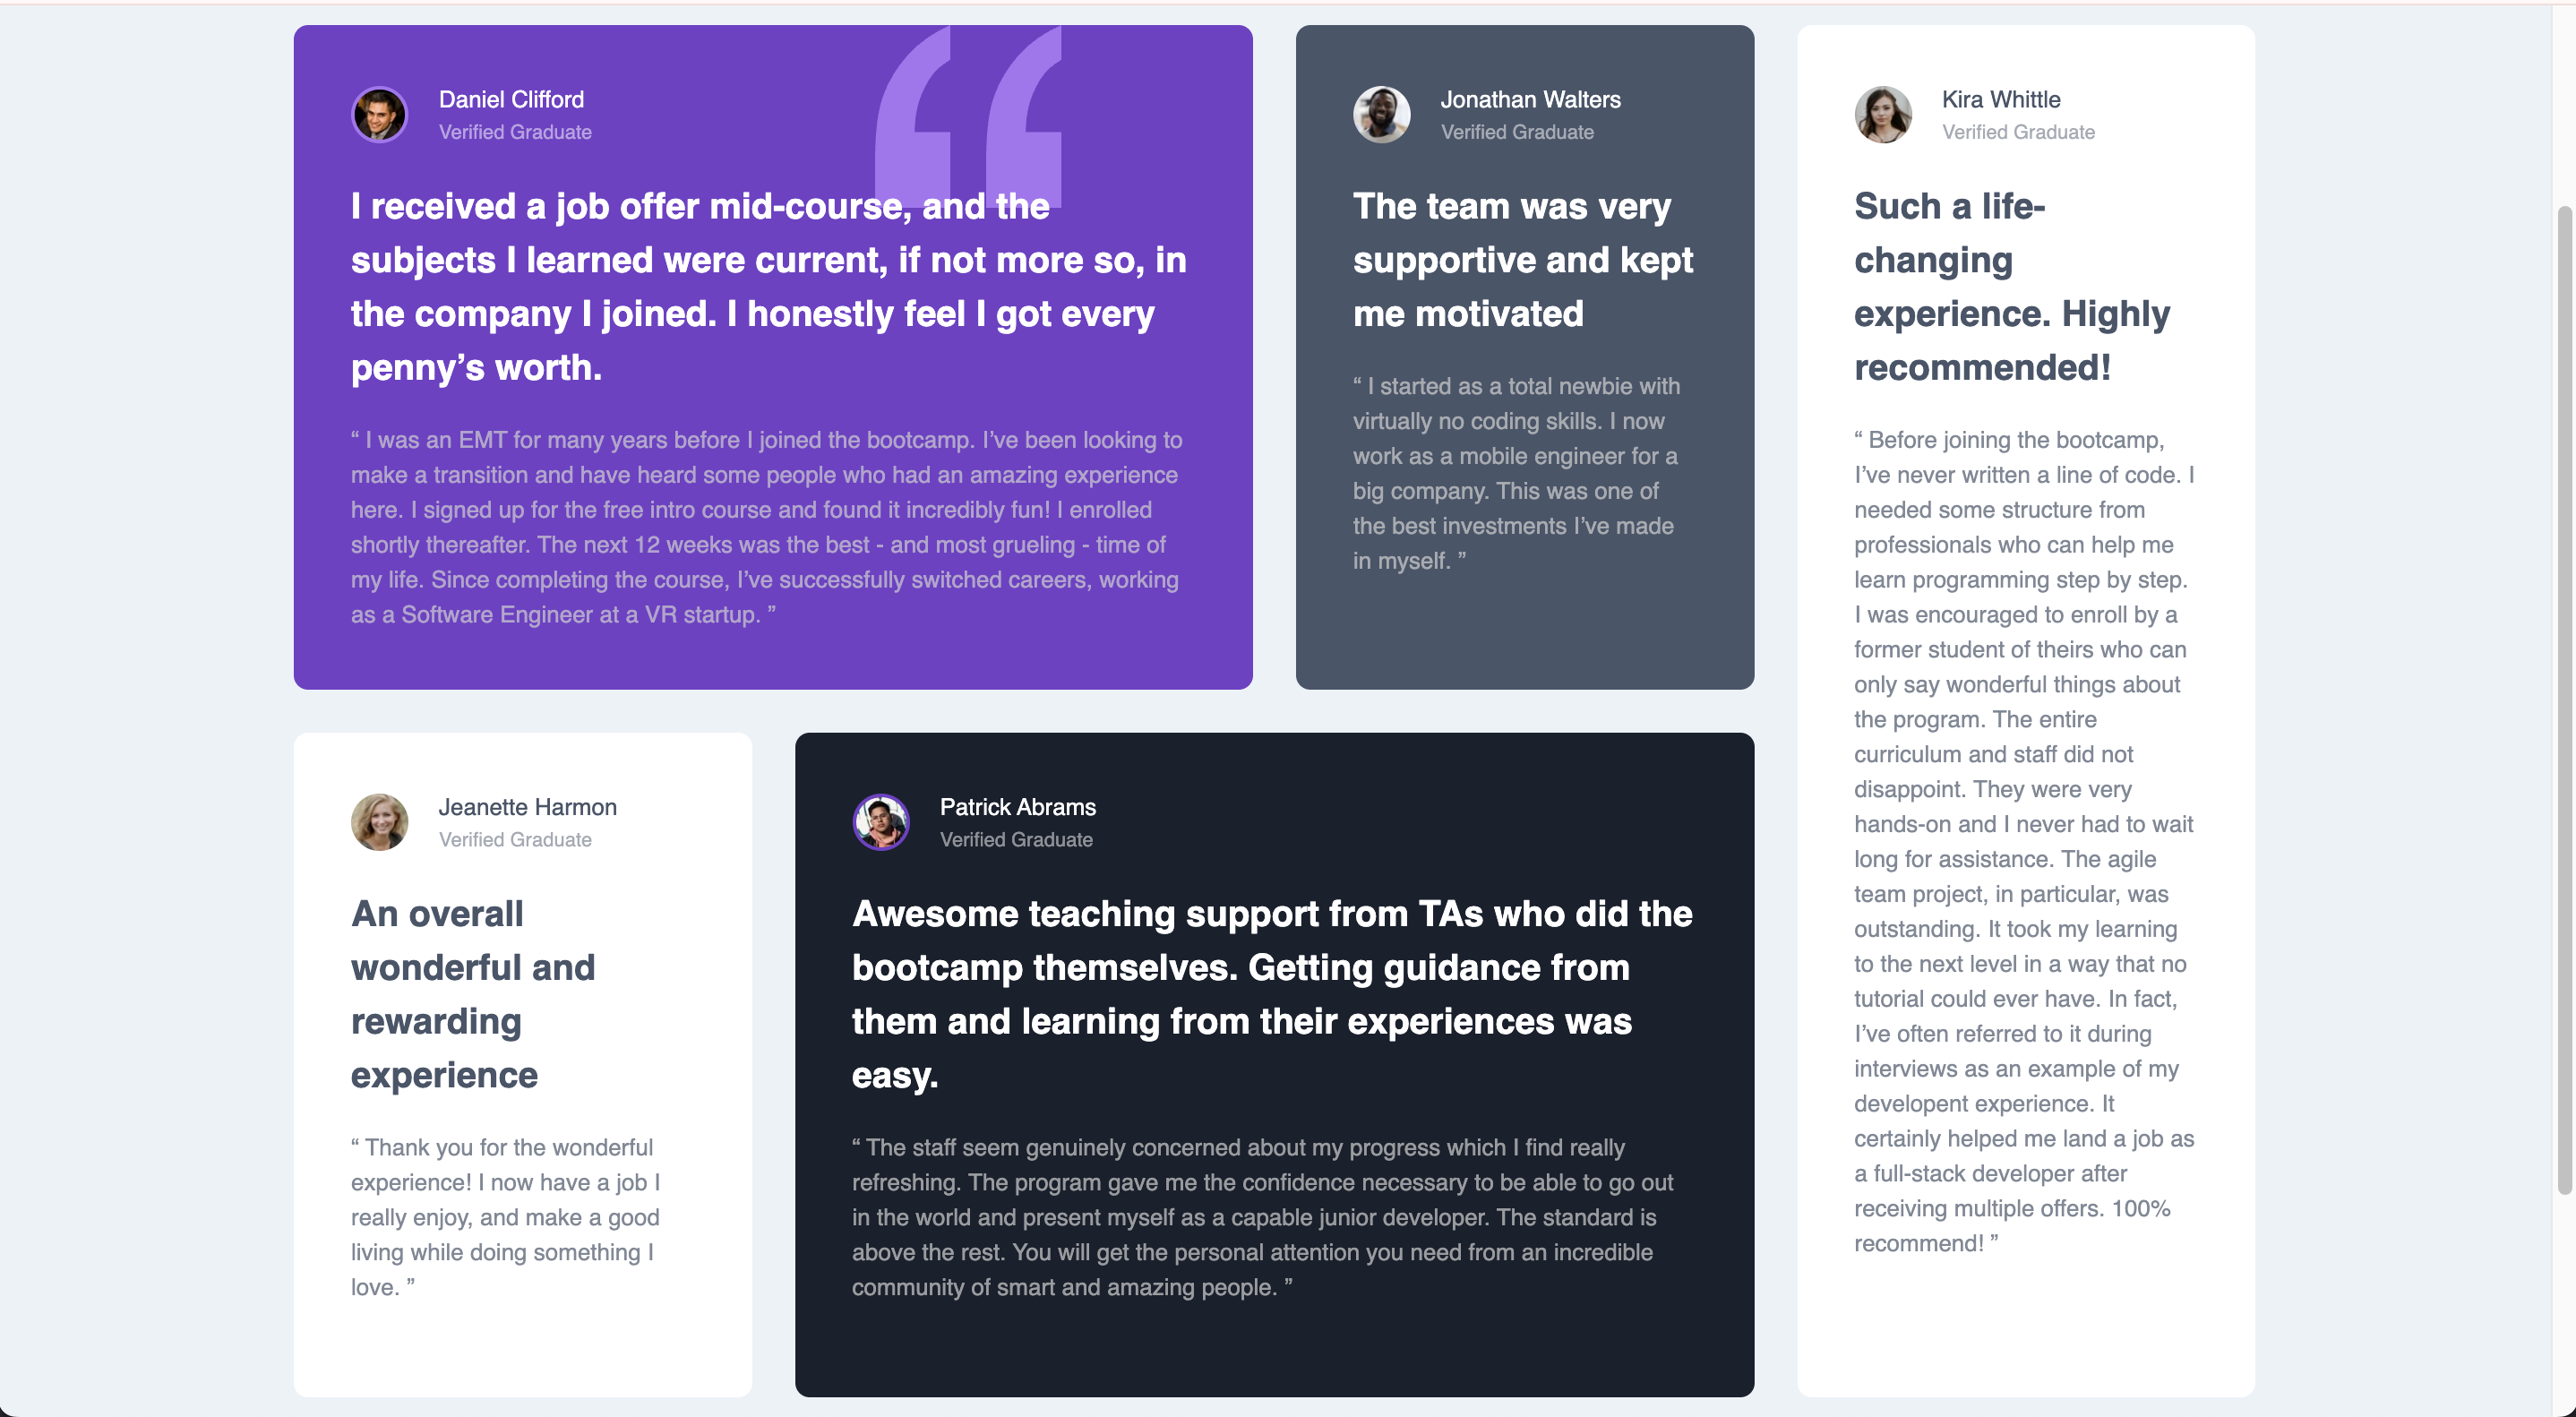 Daniel Clifford
Verified Graduate
I received a job offer mid-course, and the
subjects I learned were current, if not more so, in
the company I joined. I honestly feel I got every
penny’s worth.
“ I was an EMT for many years before I joined the bootcamp. I’ve been looking to
make a transition and have heard some people who had an amazing experience
here. I signed up for the free intro course and found it incredibly fun! I enrolled
shortly thereafter. The next 12 weeks was the best - and most grueling - time of
my life. Since completing the course, I’ve successfully switched careers, working
as a Software Engineer at a VR startup. ”
Jonathan Walters
Verified Graduate
The team was very
supportive and kept
me motivated
“ I started as a total newbie with
virtually no coding skills. I now
work as a mobile engineer for a
big company. This was one of
the best investments I’ve made
in myself. ”
Kira Whittle
Verified Graduate
Such a life-
changing
experience. Highly
recommended!
“ Before joining the bootcamp,
I’ve never written a line of code. I
needed some structure from
professionals who can help me
learn programming step by step.
I was encouraged to enroll by a
former student of theirs who can
only say wonderful things about
the program. The entire
curriculum and staff did not
disappoint. They were very
hands-on and I never had to wait
long for assistance. The agile
team project, in particular, was
outstanding. It took my learning
to the next level in a way that no
tutorial could ever have. In fact,
I’ve often referred to it during
interviews as an example of my
developent experience. It
certainly helped me land a job as
a full-stack developer after
receiving multiple offers. 100%
recommend! ”
Jeanette Harmon
Verified Graduate
An overall
wonderful and
rewarding
experience
“ Thank you for the wonderful
experience! I now have a job I
really enjoy, and make a good
living while doing something I
love. ”
Patrick Abrams
Verified Graduate
Awesome teaching support from TAs who did the
bootcamp themselves. Getting guidance from
them and learning from their experiences was
easy.
“ The staff seem genuinely concerned about my progress which I find really
refreshing. The program gave me the confidence necessary to be able to go out
in the world and present myself as a capable junior developer. The standard is
above the rest. You will get the personal attention you need from an incredible
community of smart and amazing people. ”